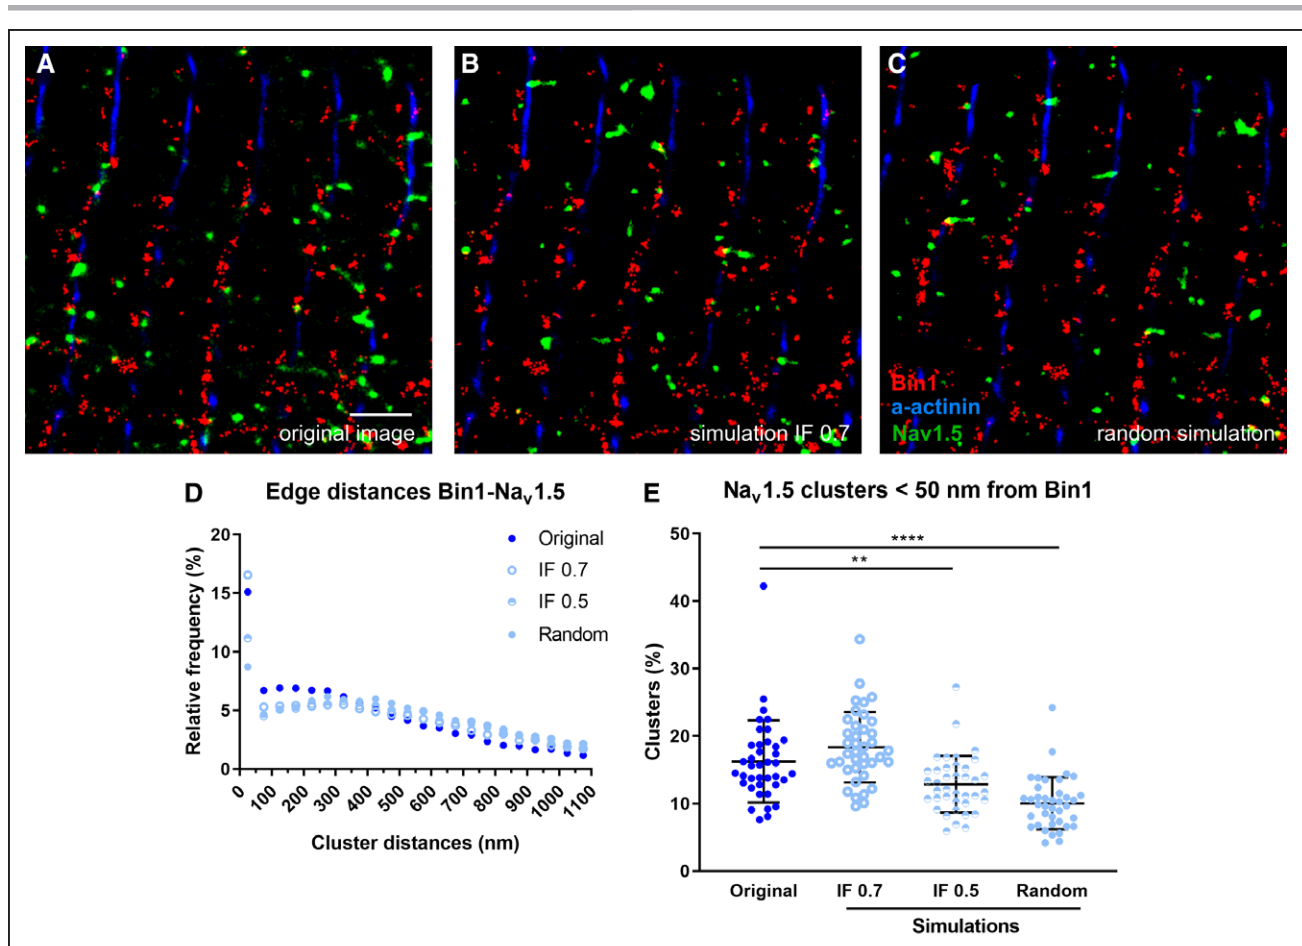 A
B
C
original image
simulation IF 0.7
Bin1
a-actinin
Nav1.5
random simulation
D
Edge distances Bin1-Nav1.5
Relative frequency (%)
20
15
10
5
0
0
100
200
300
400
500
600
700
800
900
1000
1100
Cluster distances (nm)
Original
IF 0.7
IF 0.5
Random
E
Nav1.5 clusters < 50 nm from Bin1
Clusters (%)
50
40
30
20
10
0
****
**
Original
IF 0.7
IF 0.5
Random
Simulations